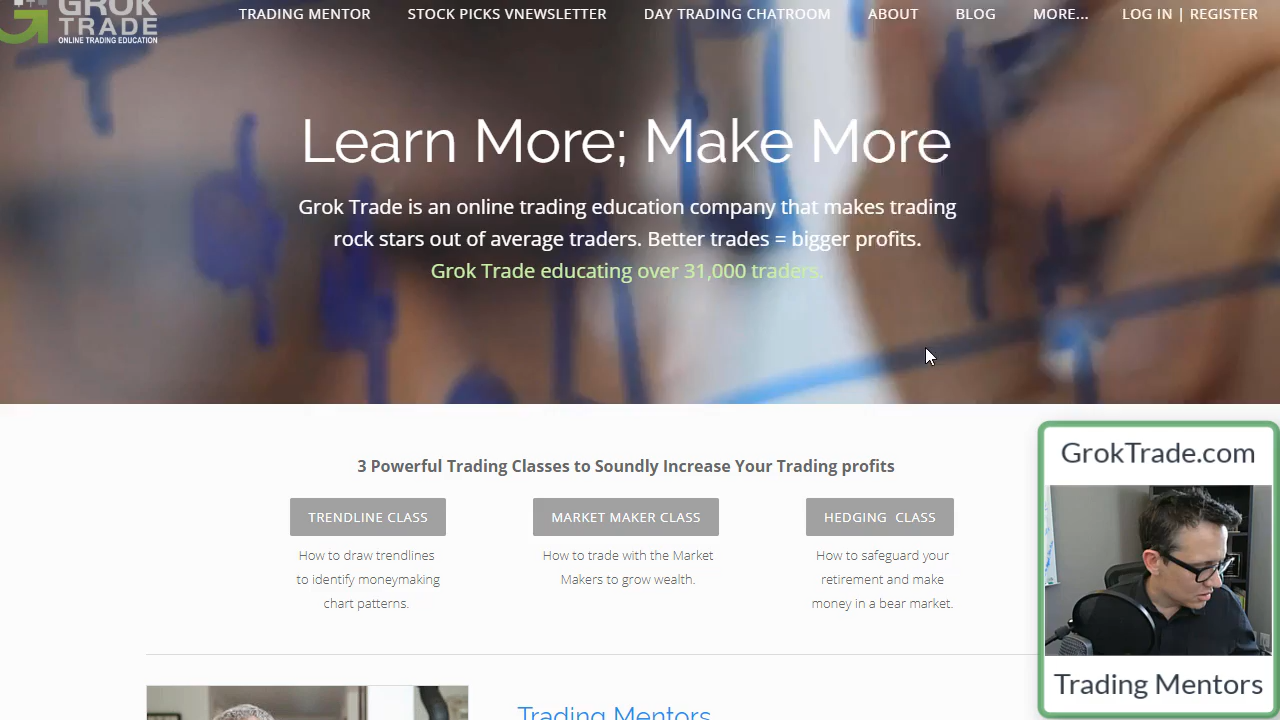 GROK
TRADE
ONLINE TRADING EDUCATION
TRADING MENTOR
STOCK PICKS VNEWSLETTER
DAY TRADING CHATROOM
ABOUT
BLOG
MORE...
LOG IN | REGISTER
Learn More; Make More
Grok Trade is an online trading education company that makes trading
rock stars out of average traders. Better trades = bigger profits.
Grok Trade educating over 31,000 traders.
3 Powerful Trading Classes to Soundly Increase Your Trading profits
TRENDLINE CLASS
How to draw trendlines
to identify moneymaking
chart patterns.
MARKET MAKER CLASS
How to trade with the Market
Makers to grow wealth.
HEDGING CLASS
How to safeguard your
retirement and make
money in a bear market.
Trading Mentors
GrokTrade.com
Trading Mentors